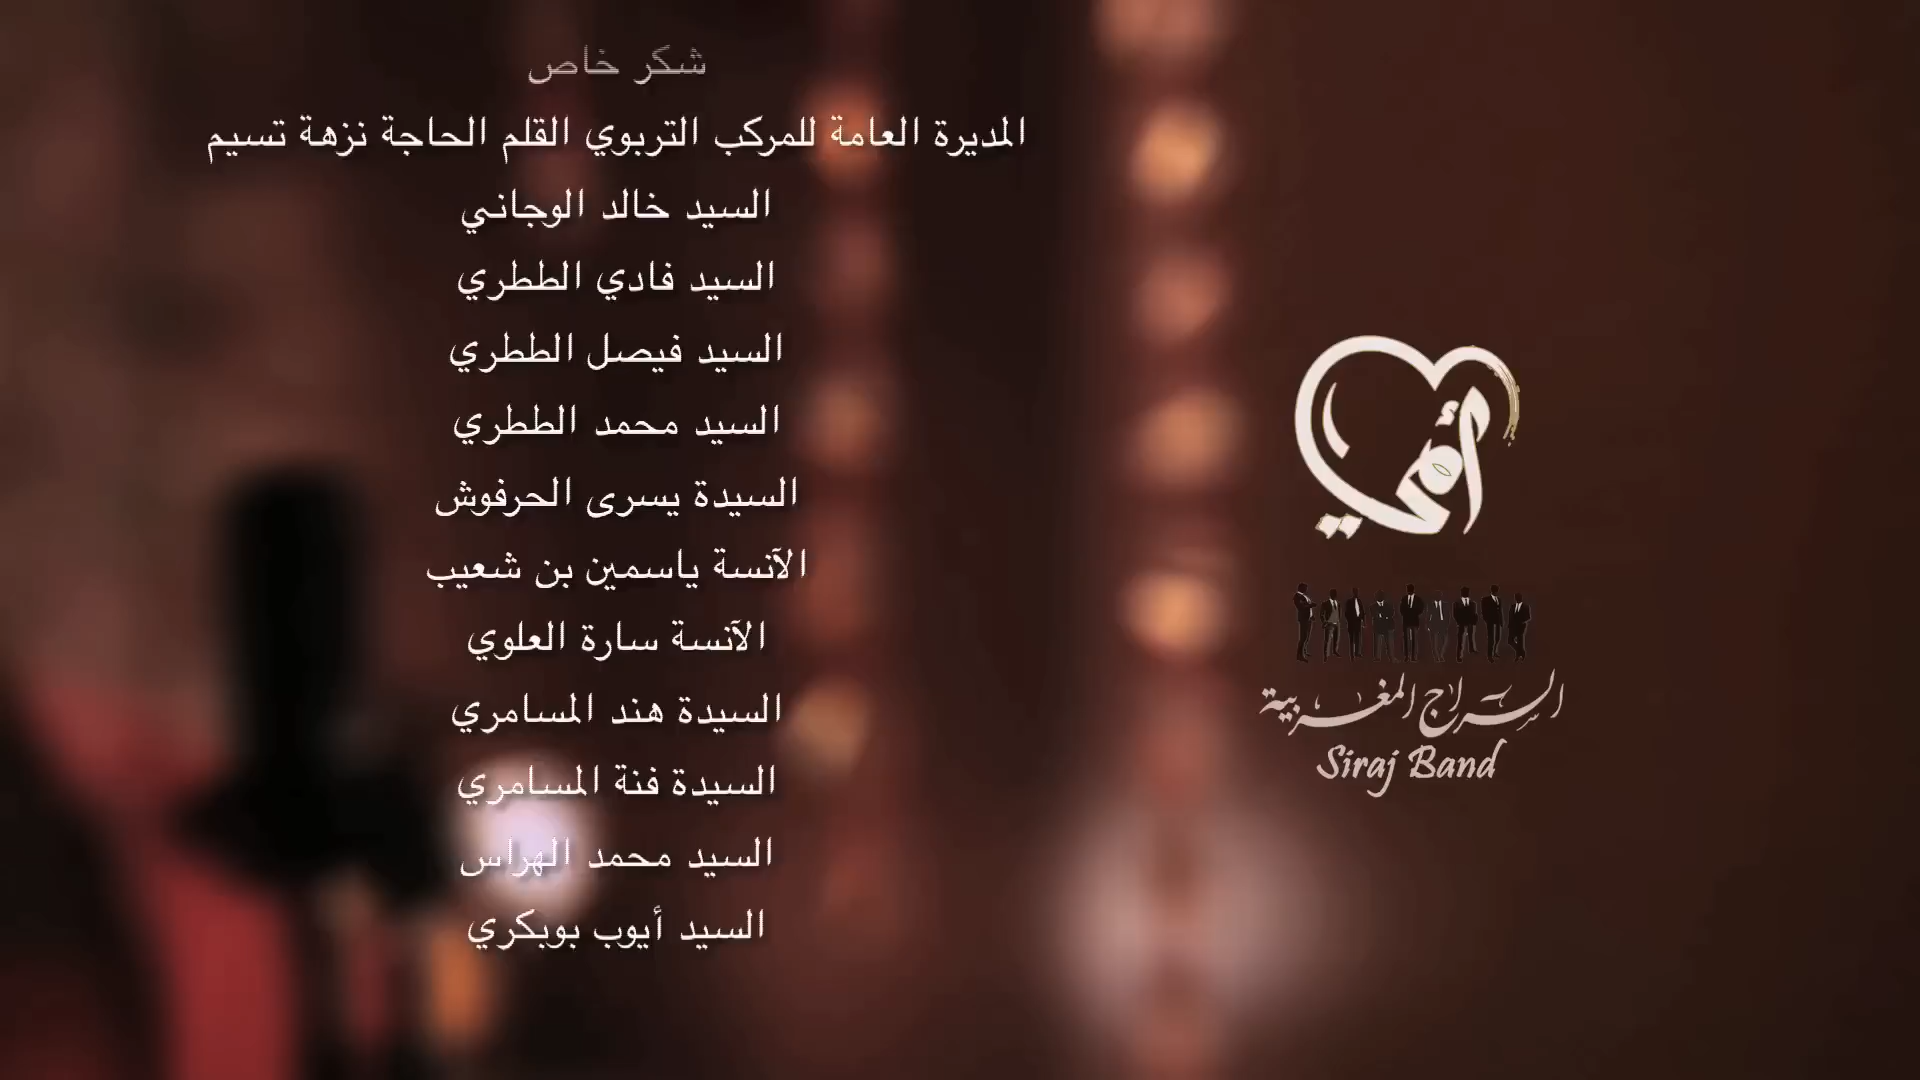 شكر خاص
المديرة العامة للمركب التربوي القلم الحاجة نزهة تسيم
السيد خالد الوجاني
السيد فادي الططري
السيد فيصل الططري
السيد محمد الططري
السيدة يسرى الحرفوش
الآنسة ياسمين بن شعيب
الآنسة سارة العلوي
السيدة هند المسامري
السيدة فنة المسامري
السيد محمد الهراس
السيد أيوب بوبكري
أمي
السراج المغربية
Siraj Band